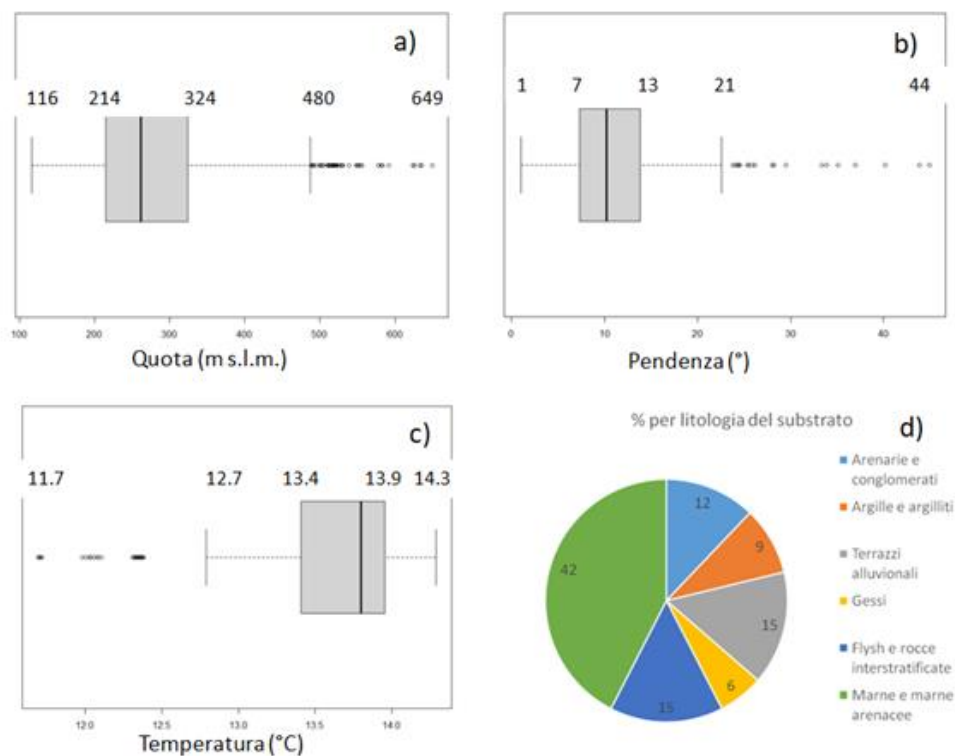 a)
116 214 324 480 649
100 200 300 400 500 600
Quota (m s.l.m.)
b)
1 7 13 21 44
0 10 20 30 40
Pendenza (°)
c)
11.7 12.7 13.4 13.9 14.3
12.0 12.5 13.0 13.5 14.0
Temperatura (°C)
% per litologia del substrato
d)
12
9
15
6
15
42
Arenarie e
conglomerati
Argille e argilliti
Terrazzi
alluvionali
Gessi
Flysh e rocce
interstratificate
Marne e marne
arenacee